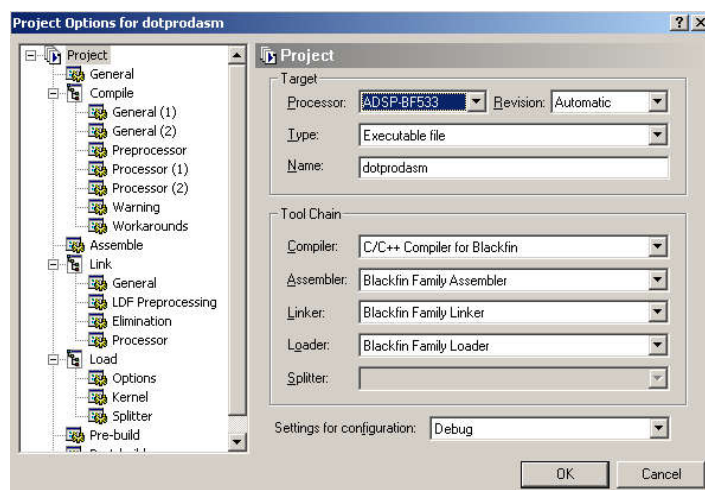 Project Options for dotprodasm
Project
General
Compile
General (1)
General (2)
Preprocessor
Processor (1)
Processor (2)
Warning
Workarounds
Assemble
Link
General
LDF Preprocessing
Elimination
Processor
Load
Options
Kernel
Splitter
Pre-build
Project
Target
Processor: ADSP-BF533 Revision: Automatic
Type: Executable file
Name: dotprodasm
Tool Chain
Compiler: C/C++ Compiler for Blackfin
Assembler: Blackfin Family Assembler
Linker: Blackfin Family Linker
Loader: Blackfin Family Loader
Splitter:
Settings for configuration: Debug
OK Cancel